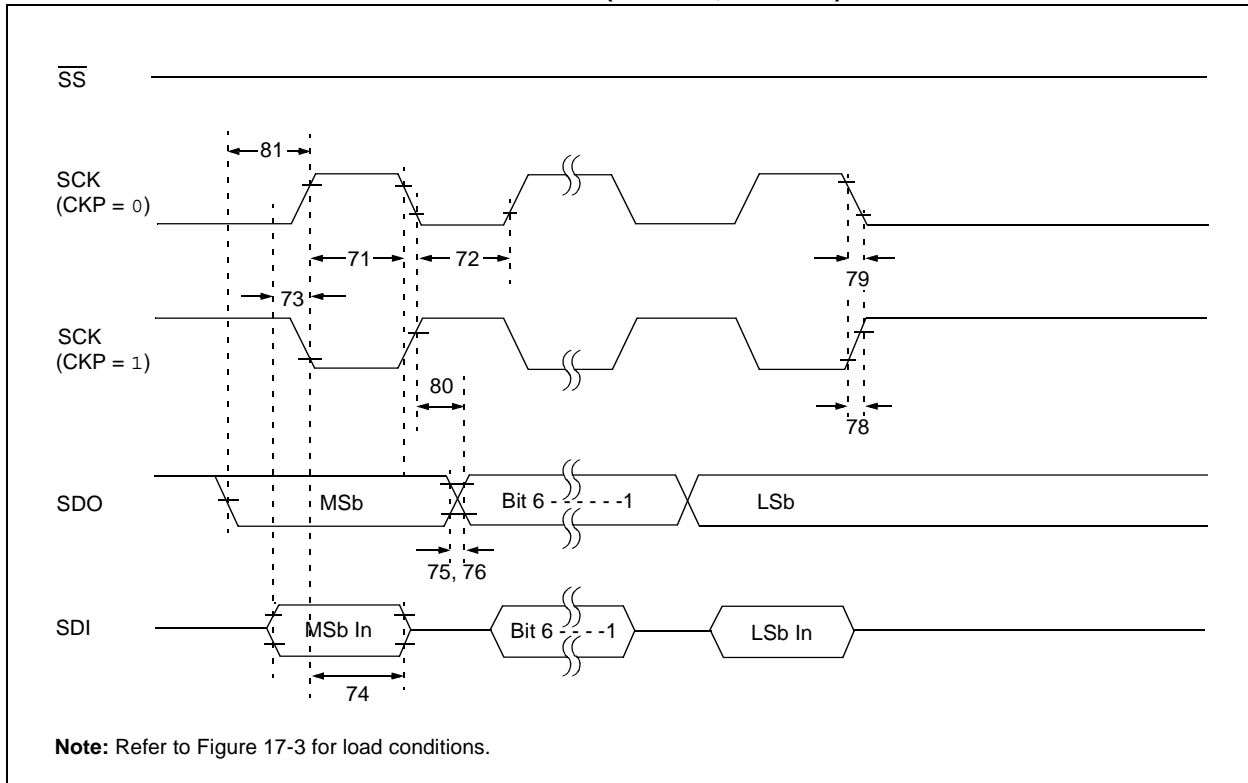 SS
81
SCK
(CKP = 0)
71
72
79
73
SCK
(CKP = 1)
80
78
SDO
MSb
Bit 6 - - - - - -1
LSb
75, 76
SDI
MSb In
Bit 6 - - - - -1
LSb In
74
Note: Refer to Figure 17-3 for load conditions.